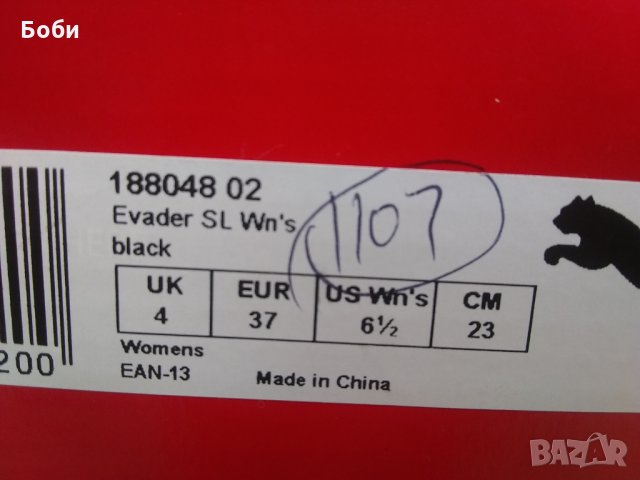 Боби
188048 02
Evader SL Wn's
black
1107
UK EUR US Wn's CM
4 37 6½ 23
Womens
EAN-13 Made in China
200
BAZAR